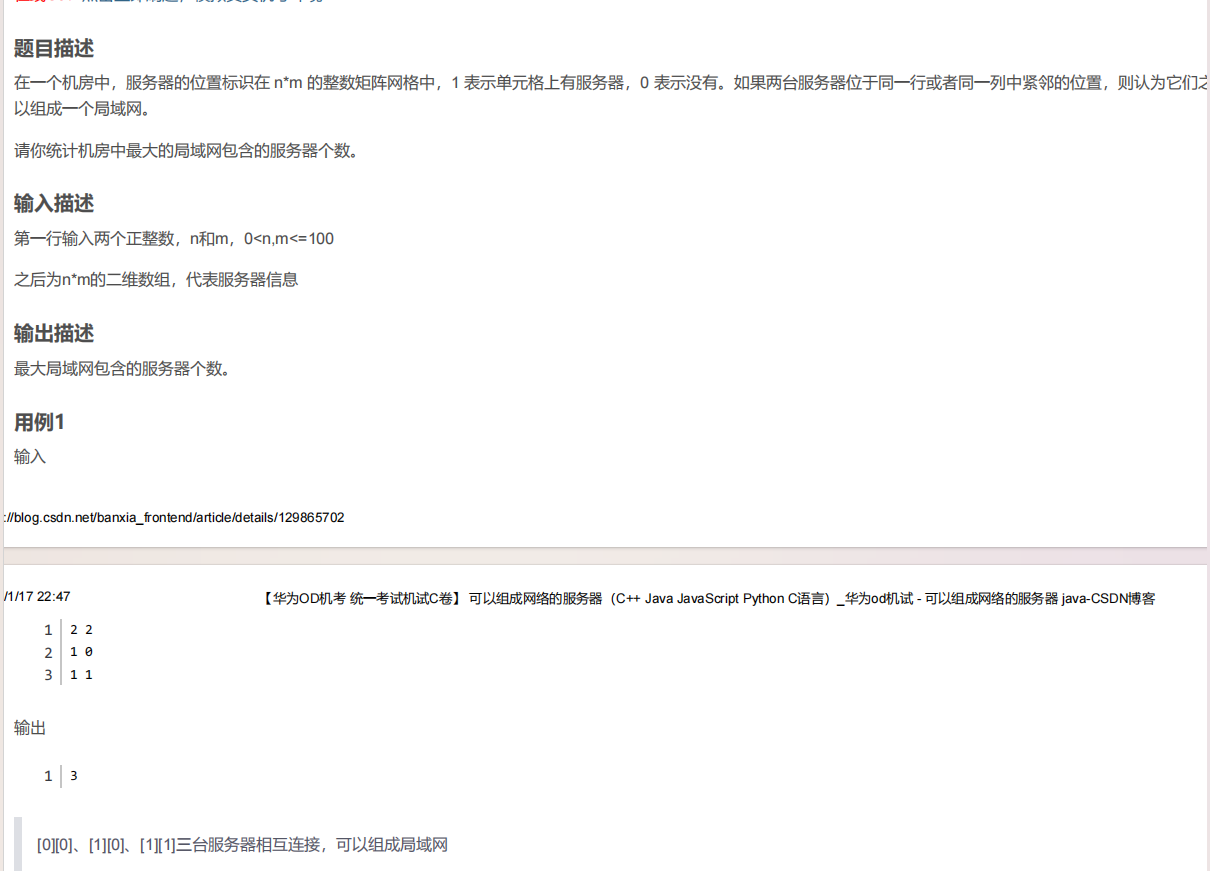 题目描述
在一个机房中，服务器的位置标识在 n*m 的整数矩阵网格中，1 表示单元格上有服务器，0 表示没有。如果两台服务器位于同一行或者同一列中紧邻的位置，则认为它们之
以组成一个局域网。
请你统计机房中最大的局域网包含的服务器个数。
输入描述
第一行输入两个正整数，n和m，0<n,m<=100
之后为n*m的二维数组，代表服务器信息
输出描述
最大局域网包含的服务器个数。
用例1
输入
://blog.csdn.net/banxia_frontend/article/details/129865702
/1/17 22:47 【华为OD机考 统一考试机试C卷】 可以组成网络的服务器（C++ Java JavaScript Python C语言）_华为od机试 - 可以组成网络的服务器 java-CSDN博客
1 2 2
2 1 0
3 1 1
输出
1 3
[0][0]、[1][0]、[1][1]三台服务器相互连接，可以组成局域网